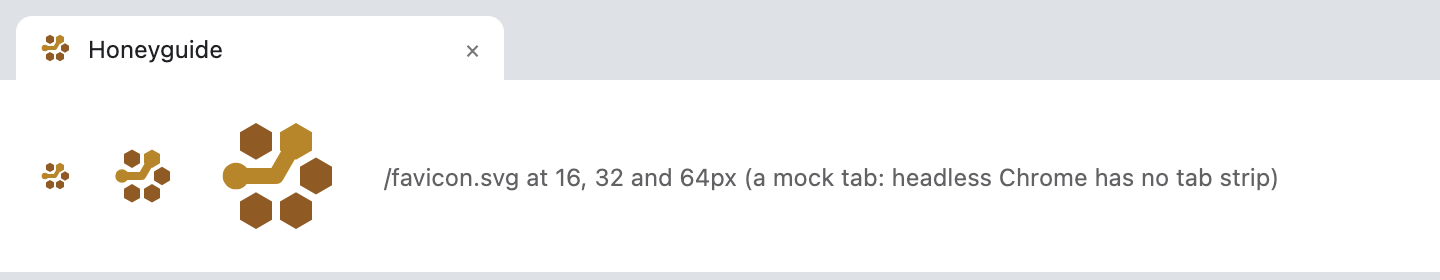 Honeyguide ×
/favicon.svg at 16, 32 and 64px (a mock tab: headless Chrome has no tab strip)